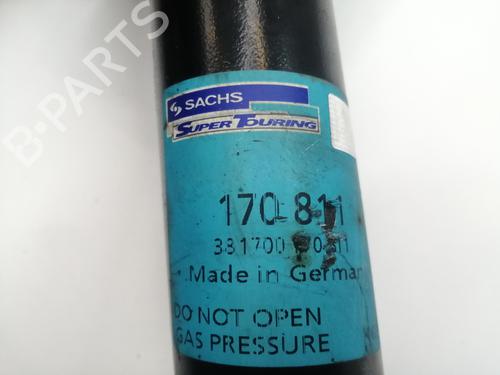 B-PARTS
SACHS
SUPER TOURING
170 811
Made in German
DO NOT OPEN
GAS PRESSURE